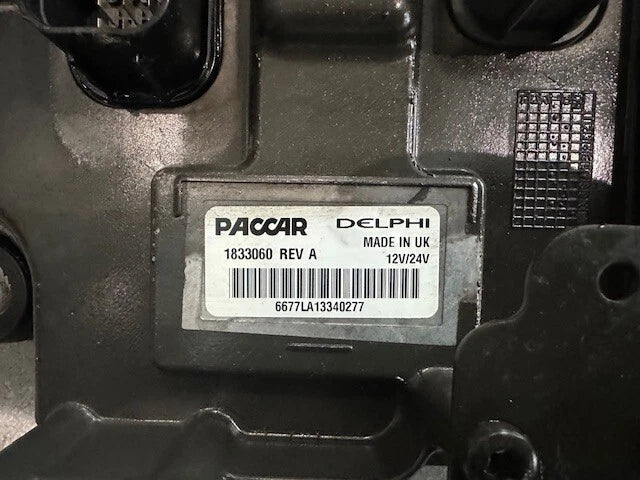 PACCAR DELPHI
MADE IN UK
1833060 REV A 12V/24V
6677LA13340277